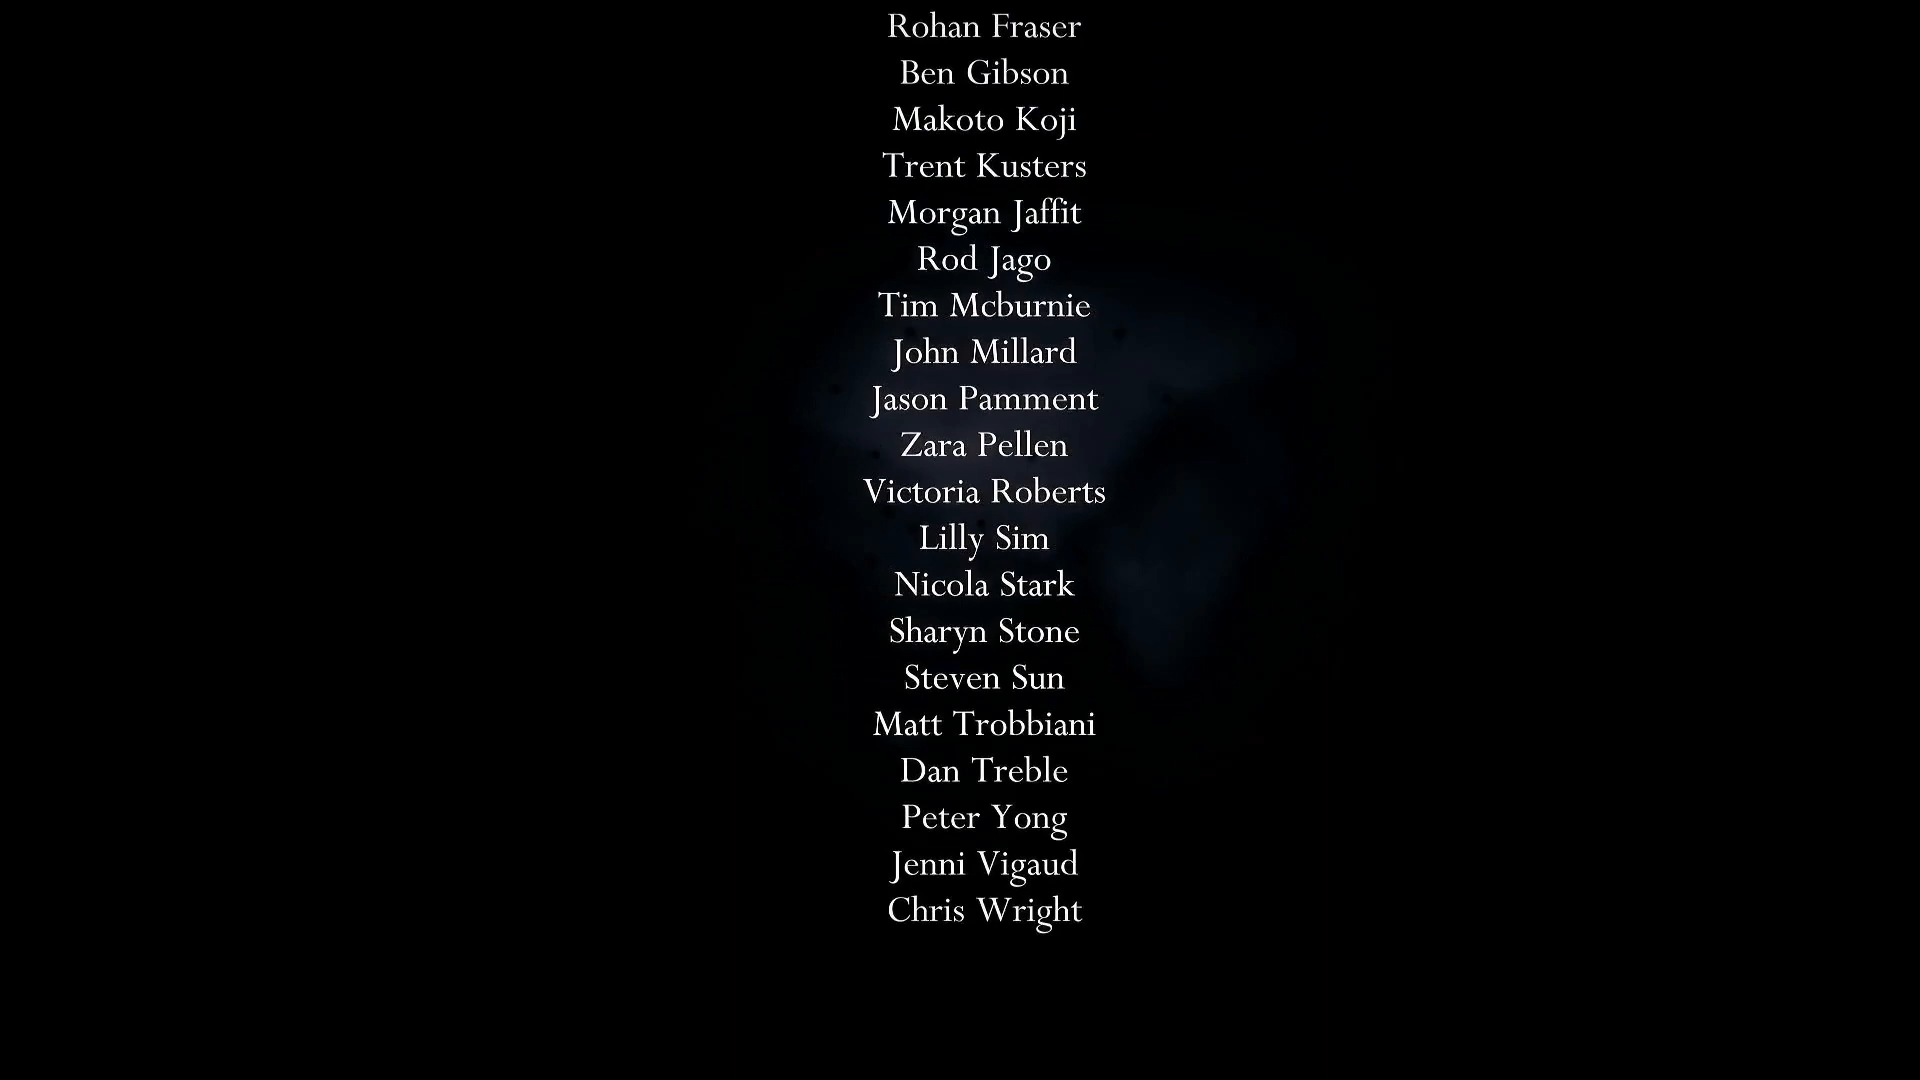 Rohan Fraser
Ben Gibson
Makoto Koji
Trent Kusters
Morgan Jaffit
Rod Jago
Tim Mcburnie
John Millard
Jason Pamment
Zara Pellen
Victoria Roberts
Lilly Sim
Nicola Stark
Sharyn Stone
Steven Sun
Matt Trobbiani
Dan Treble
Peter Yong
Jenni Vigaud
Chris Wright